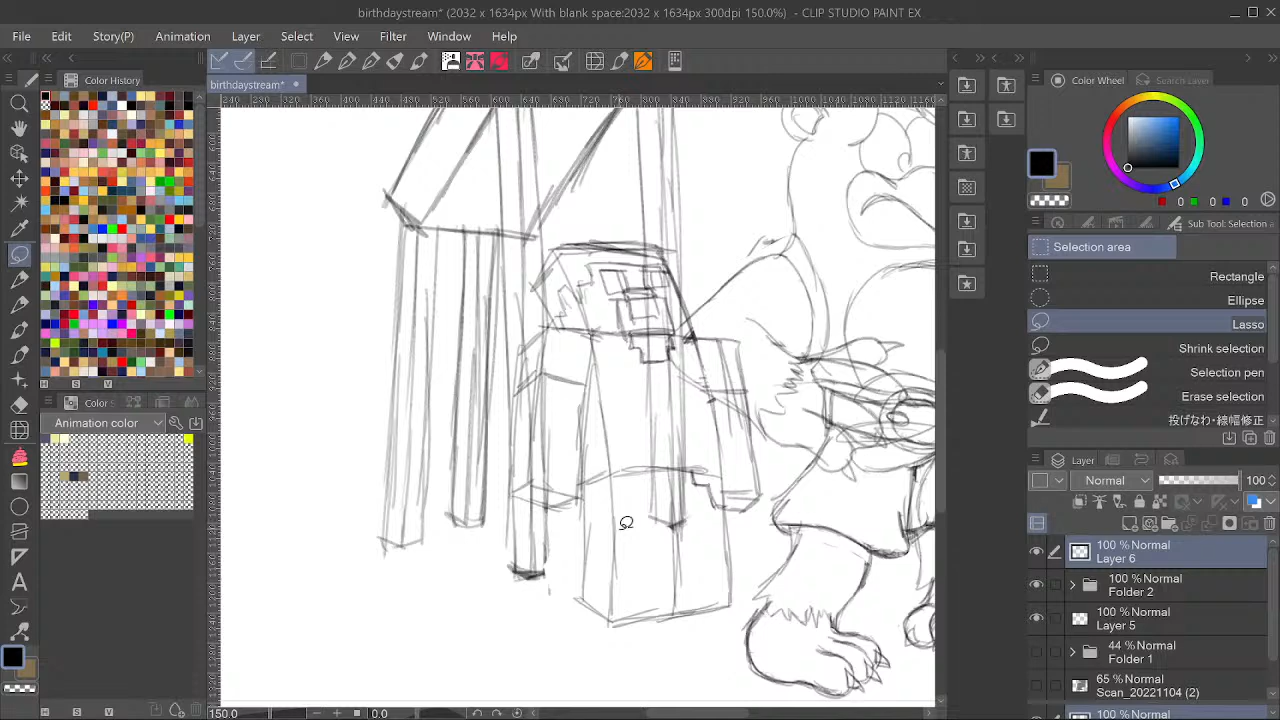 birthdaystream* (2032 x 1634px With blank space:2032 x 1634px 300dpi 150.0%) - CLIP STUDIO PAINT EX
File Edit Story(P) Animation Layer Select View Filter Window Help
Color History
birthdaystream*
Color Wheel
Search Layer
0 0 0
Sub Tool Selection
Selection area
Rectangle
Ellipse
Lasso
Shrink selection
Selection pen
Erase selection
投げなわ・線幅修正
H S V
Color s
Animation color
Layer
Normal 100
100 %Normal
Layer 6
100 %Normal
Folder 2
100 %Normal
Layer 5
44 %Normal
Folder 1
65 %Normal
Scan_20221104 (2)
H S V
150.0
0.0